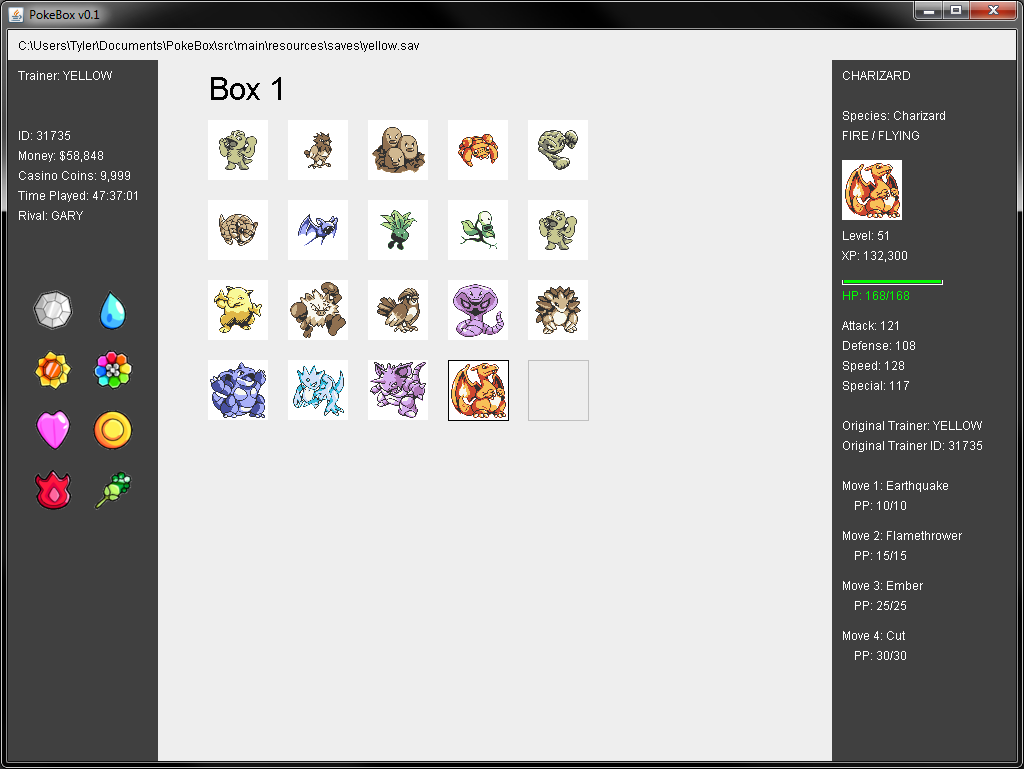 PokeBox v0.1
C:\Users\Tyler\Documents\PokeBox\src\main\resources\saves\yellow.sav
Trainer: YELLOW
ID: 31735
Money: $58,848
Casino Coins: 9,999
Time Played: 47:37:01
Rival: GARY
Box 1
CHARIZARD
Species: Charizard
FIRE / FLYING
Level: 51
XP: 132,300
HP: 168/168
Attack: 121
Defense: 108
Speed: 128
Special: 117
Original Trainer: YELLOW
Original Trainer ID: 31735
Move 1: Earthquake
PP: 10/10
Move 2: Flamethrower
PP: 15/15
Move 3: Ember
PP: 25/25
Move 4: Cut
PP: 30/30